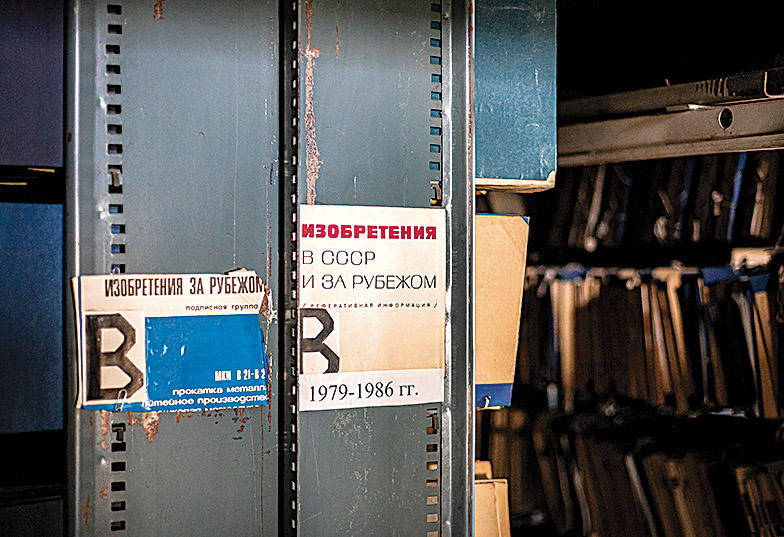 ИЗОБРЕТЕНИЯ ЗА РУБЕЖОМ
подписная группа
В
МКИ В 21-В 2
прокатка металл
литейное производство
ИЗОБРЕТЕНИЯ
В СССР
И ЗА РУБЕЖОМ
/ РЕФЕРАТИВНАЯ ИНФОРМАЦИЯ /
В
1979-1986 гг.